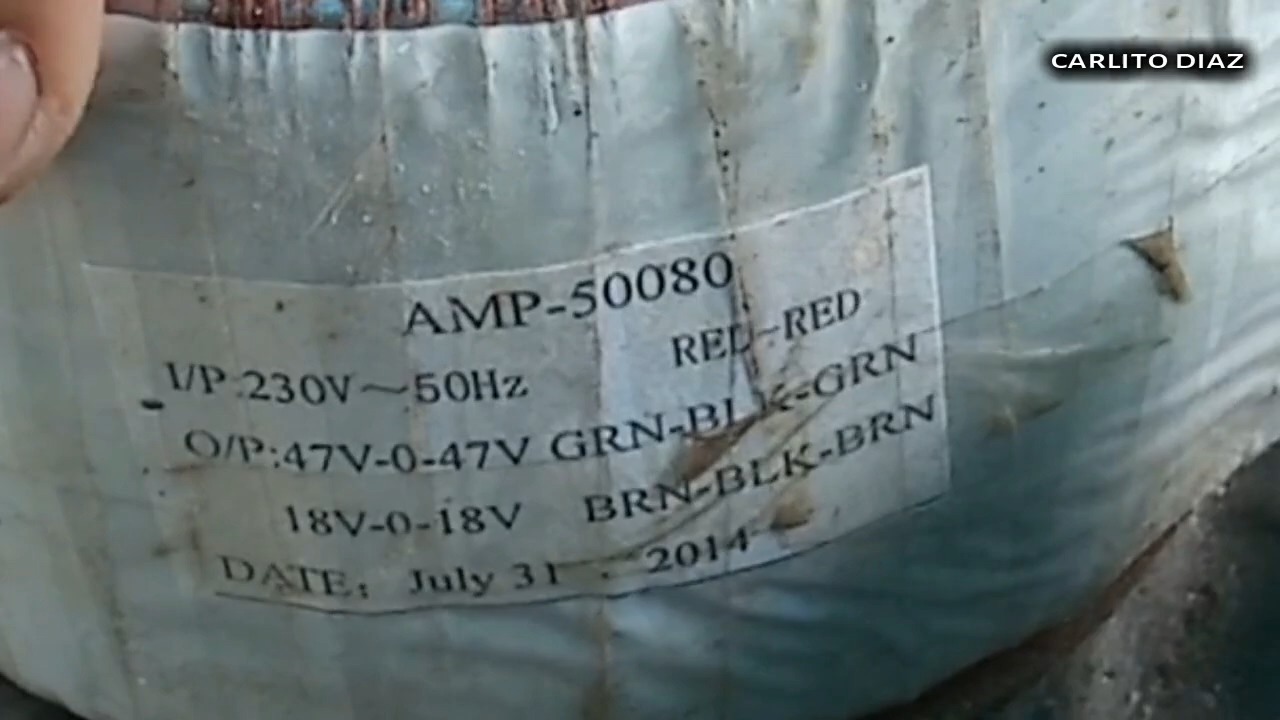 CARLITO DIAZ
AMP-50080
I/P:230V~50Hz RED~RED
O/P:47V-0-47V GRN-BLK-GRN
18V-0-18V BRN-BLK-BRN
DATE: July 31 . 2014